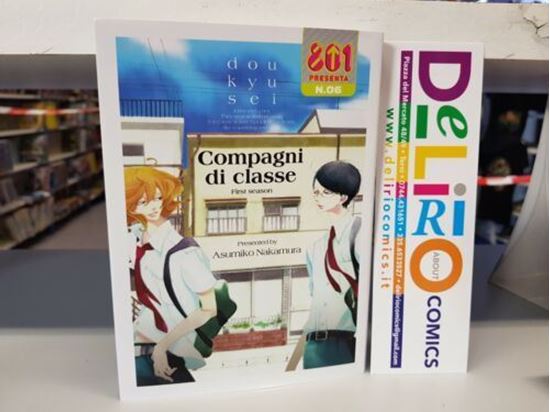 dou
kyu
sei
801
PRESENTA
N.06
Compagni
di classe
First season
Presented by
Asumiko Nakamura
DeLiRiO
ABOUT
COMICS
www.deliriocomics.it